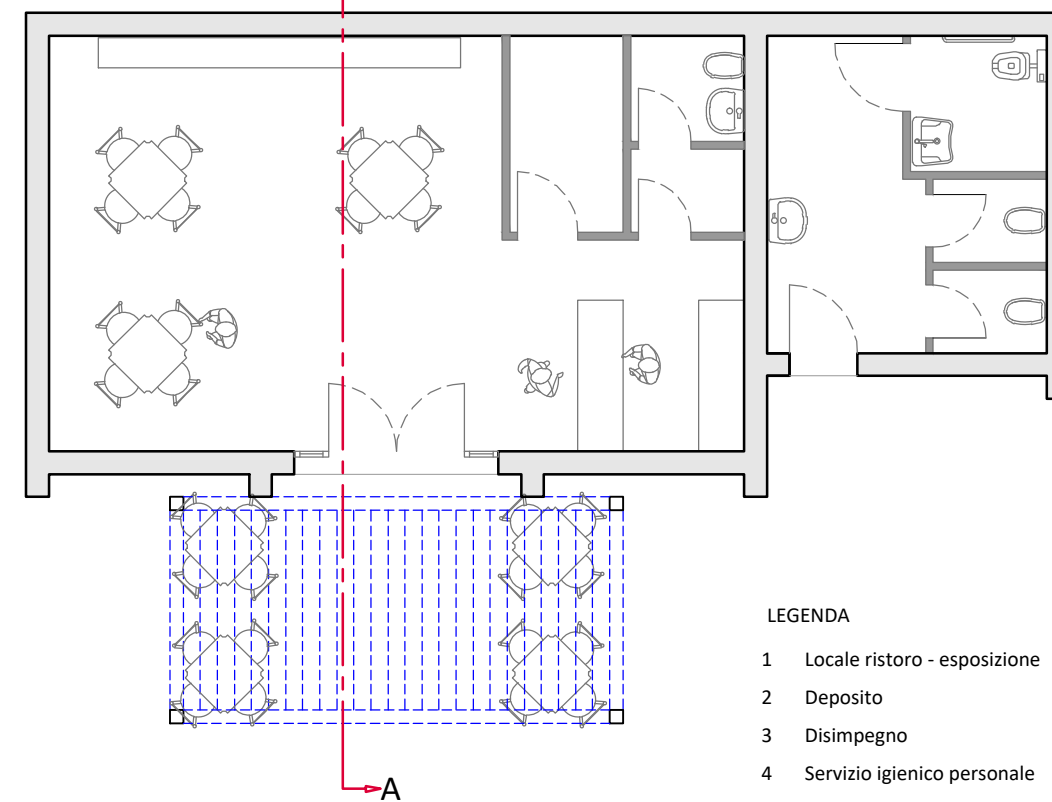 LEGENDA
1 Locale ristoro - esposizione
2 Deposito
3 Disimpegno
4 Servizio igienico personale
A